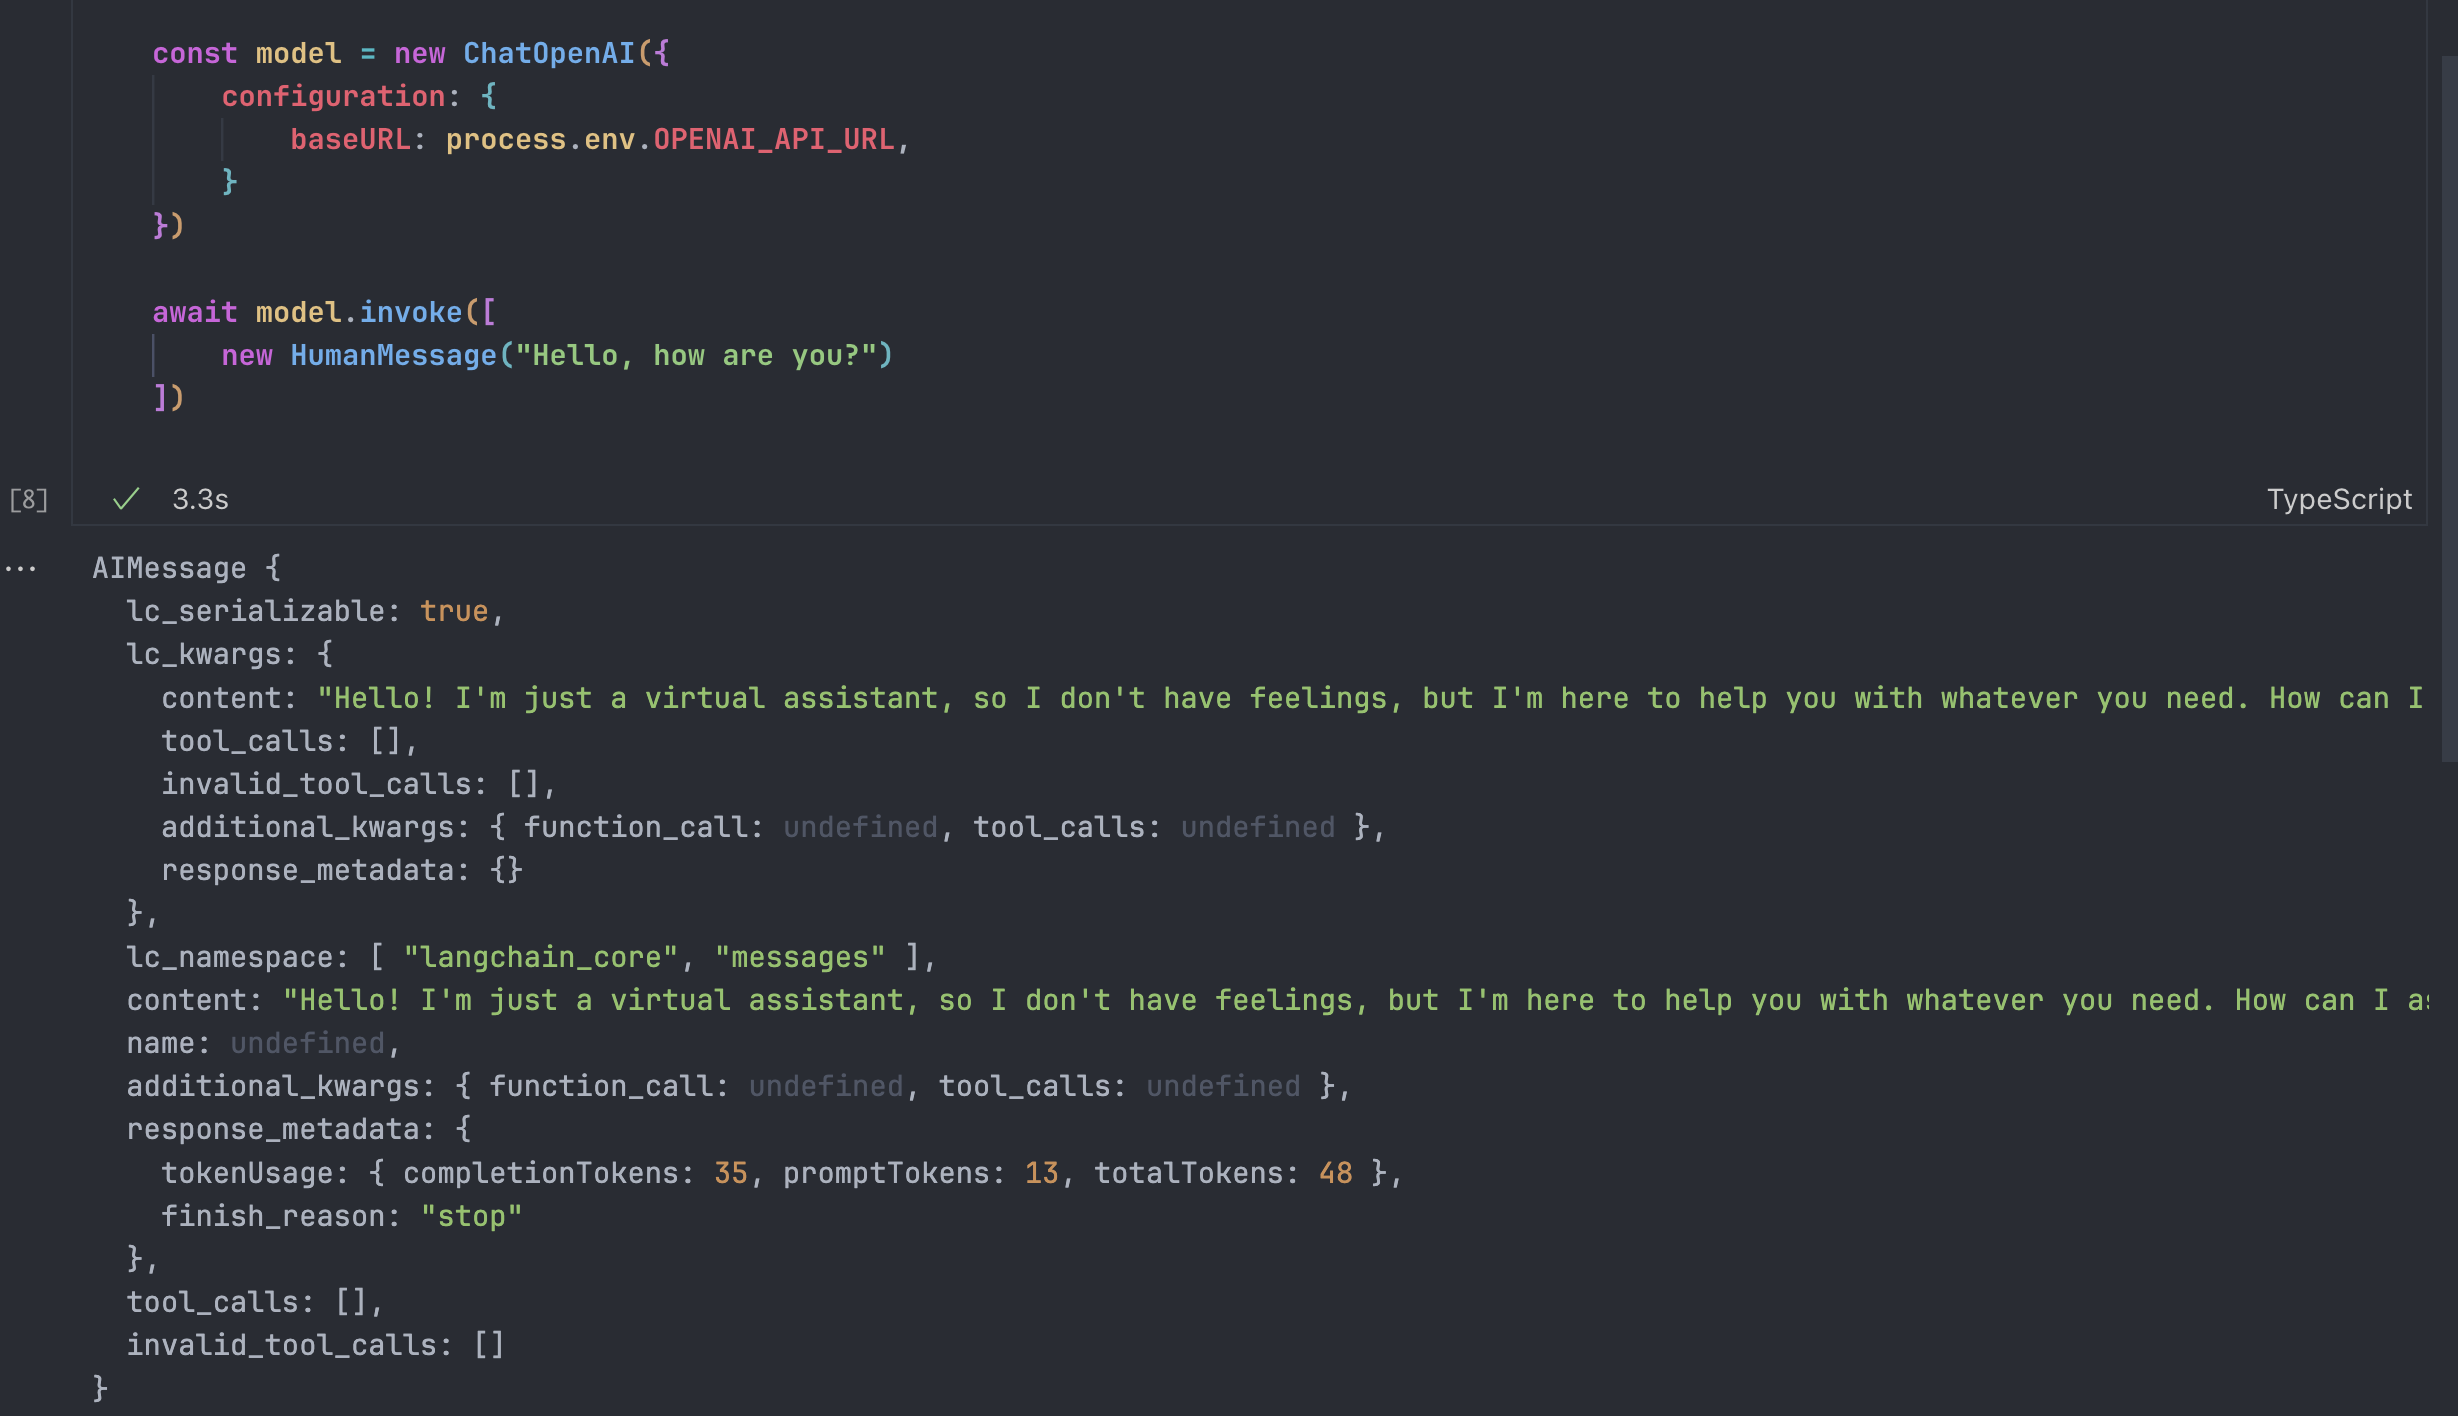 const model = new ChatOpenAI({
    configuration: {
        baseURL: process.env.OPENAI_API_URL,
    }
})
await model.invoke([
    new HumanMessage("Hello, how are you?")
])
[8] ✓ 3.3s TypeScript
... AIMessage {
  lc_serializable: true,
  lc_kwargs: {
    content: "Hello! I'm just a virtual assistant, so I don't have feelings, but I'm here to help you with whatever you need. How can I
    tool_calls: [],
    invalid_tool_calls: [],
    additional_kwargs: { function_call: undefined, tool_calls: undefined },
    response_metadata: {}
  },
  lc_namespace: [ "langchain_core", "messages" ],
  content: "Hello! I'm just a virtual assistant, so I don't have feelings, but I'm here to help you with whatever you need. How can I
  name: undefined,
  additional_kwargs: { function_call: undefined, tool_calls: undefined },
  response_metadata: {
    tokenUsage: { completionTokens: 35, promptTokens: 13, totalTokens: 48 },
    finish_reason: "stop"
  },
  tool_calls: [],
  invalid_tool_calls: []
}